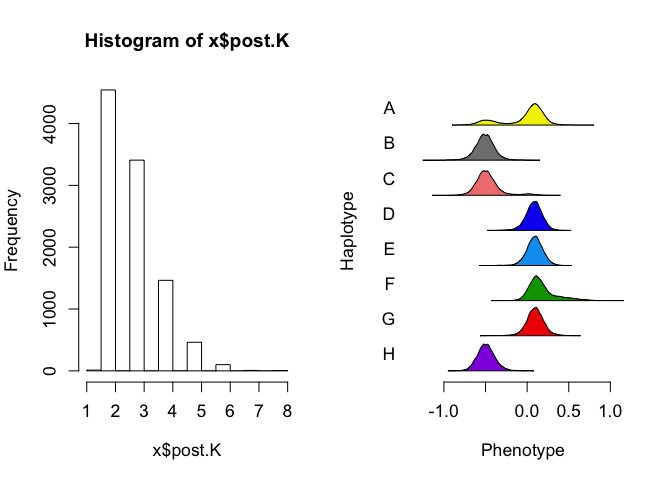 Histogram of x$post.K
Frequency
0
1000
2000
3000
4000
1 2 3 4 5 6 7 8
x$post.K
Haplotype
A
B
C
D
E
F
G
H
-1.0 0.0 0.5 1.0
Phenotype